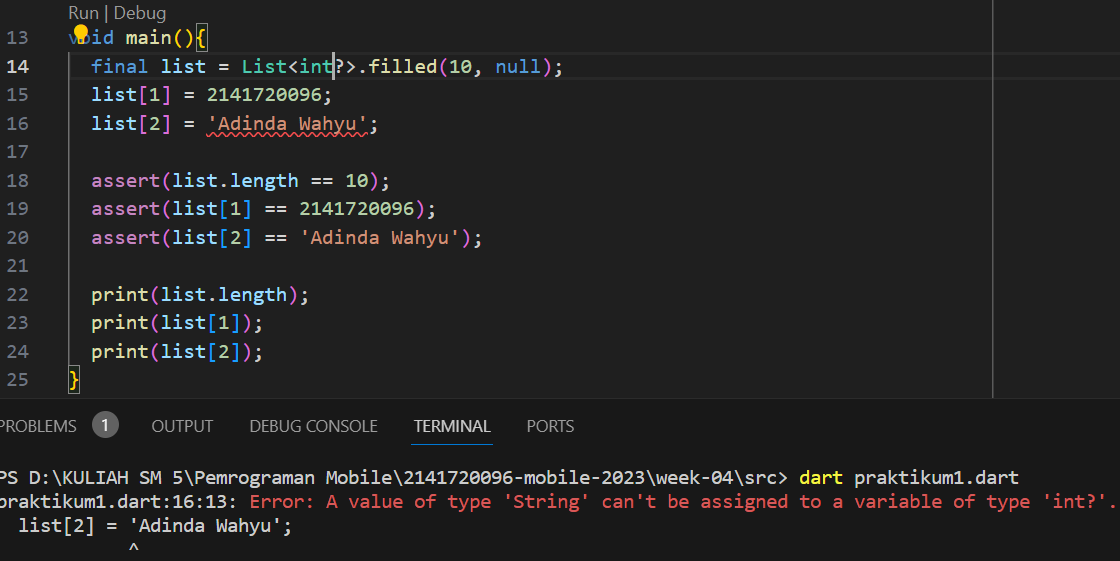 Run | Debug
13 void main(){
14 final list = List<int?>.filled(10, null);
15 list[1] = 2141720096;
16 list[2] = 'Adinda Wahyu';
17
18 assert(list.length == 10);
19 assert(list[1] == 2141720096);
20 assert(list[2] == 'Adinda Wahyu');
21
22 print(list.length);
23 print(list[1]);
24 print(list[2]);
25 }
PROBLEMS 1 OUTPUT DEBUG CONSOLE TERMINAL PORTS
PS D:\KULIAH SM 5\Pemrograman Mobile\2141720096-mobile-2023\week-04\src> dart praktikum1.dart
praktikum1.dart:16:13: Error: A value of type 'String' can't be assigned to a variable of type 'int?'.
list[2] = 'Adinda Wahyu';
^